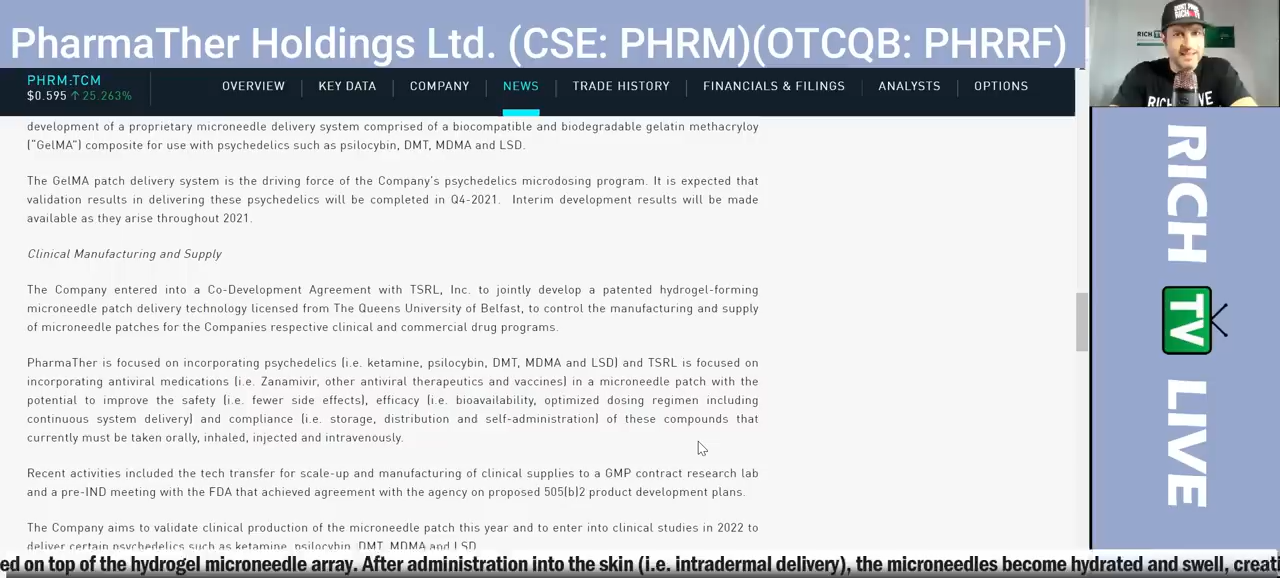 PharmaTher Holdings Lt (CSE: PHRM)(OTCQB: PHRRF)
PHRM:TCM
$0.595 ↑ 25.263%
OVERVIEW
KEY DATA
COMPANY
NEWS
TRADE HISTORY
FINANCIALS & FILINGS
ANALYSTS
OPTIONS
development of a proprietary microneedle delivery system comprised of a biocompatible and biodegradable gelatin methacryloy
("GelMA") composite for use with psychedelics such as psilocybin, DMT, MDMA and LSD.
The GelMA patch delivery system is the driving force of the Company's psychedelics microdosing program. It is expected that
validation results in delivering these psychedelics will be completed in Q4-2021. Interim development results will be made
available as they arise throughout 2021.
Clinical Manufacturing and Supply
The Company entered into a Co-Development Agreement with TSRL, Inc. to jointly develop a patented hydrogel-forming
microneedle patch delivery technology licensed from The Queens University of Belfast, to control the manufacturing and supply
of microneedle patches for the Companies respective clinical and commercial drug programs.
PharmaTher is focused on incorporating psychedelics (i.e. ketamine, psilocybin, DMT, MDMA and LSD) and TSRL is focused on
incorporating antiviral medications (i.e. Zanamivir, other antiviral therapeutics and vaccines) in a microneedle patch with the
potential to improve the safety (i.e. fewer side effects), efficacy (i.e. bioavailability, optimized dosing regimen including
continuous system delivery) and compliance (i.e. storage, distribution and self-administration) of these compounds that
currently must be taken orally, inhaled, injected and intravenously.
Recent activities included the tech transfer for scale-up and manufacturing of clinical supplies to a GMP contract research lab
and a pre-IND meeting with the FDA that achieved agreement with the agency on proposed 505(b)2 product development plans.
The Company aims to validate clinical production of the microneedle patch this year and to enter into clinical studies in 2022 to
deliver certain psychedelics such as ketamine, psilocybin, DMT, MDMA and LSD.
ed on top of the hydrogel microneedle array. After administration into the skin (i.e. intradermal delivery), the microneedles become hydrated and swell, creati
RICH TV LIVE